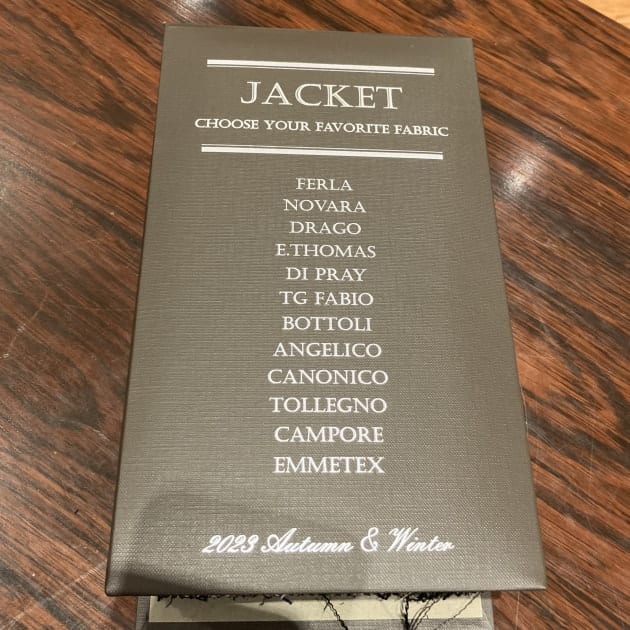 JACKET
CHOOSE YOUR FAVORITE FABRIC
FERLA
NOVARA
DRAGO
E.THOMAS
DI PRAY
TG FABIO
BOTTOLI
ANGELICO
CANONICO
TOLLEGNO
CAMPORE
EMMETEX
2023 Autumn & Winter